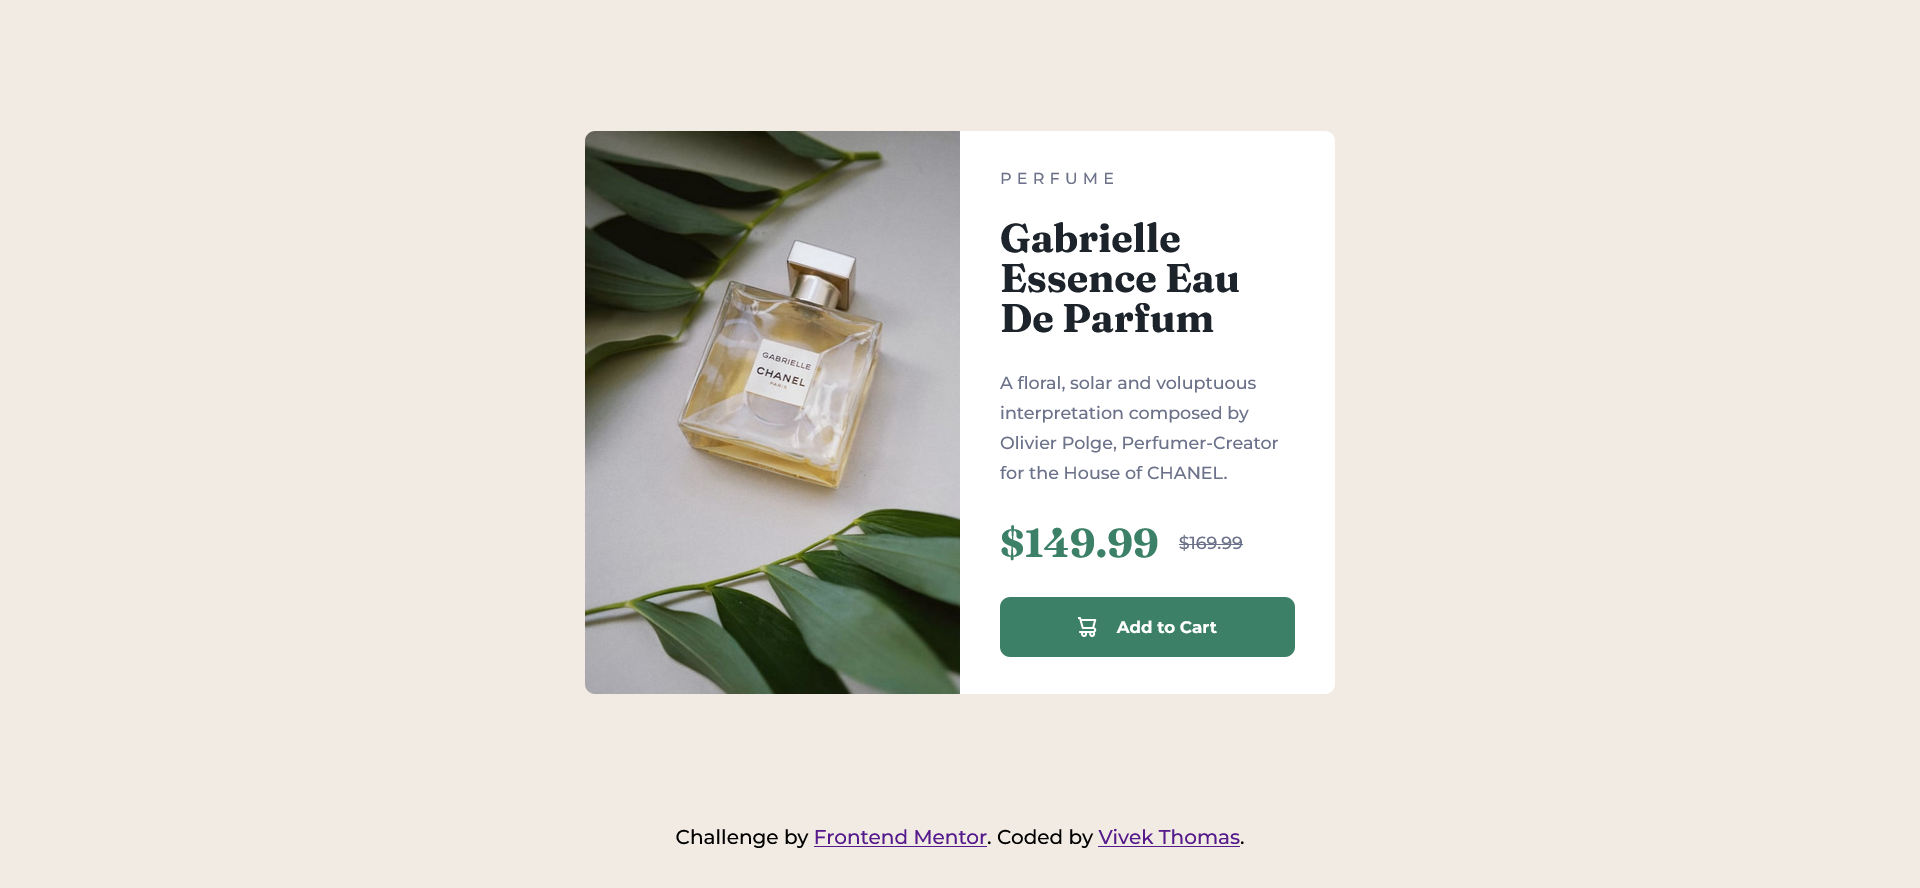 GABRIELLE
CHANEL
PARIS
PERFUME
Gabrielle
Essence Eau
De Parfum
A floral, solar and voluptuous
interpretation composed by
Olivier Polge, Perfumer-Creator
for the House of CHANEL.
$149.99 $169.99
Add to Cart
Challenge by Frontend Mentor. Coded by Vivek Thomas.